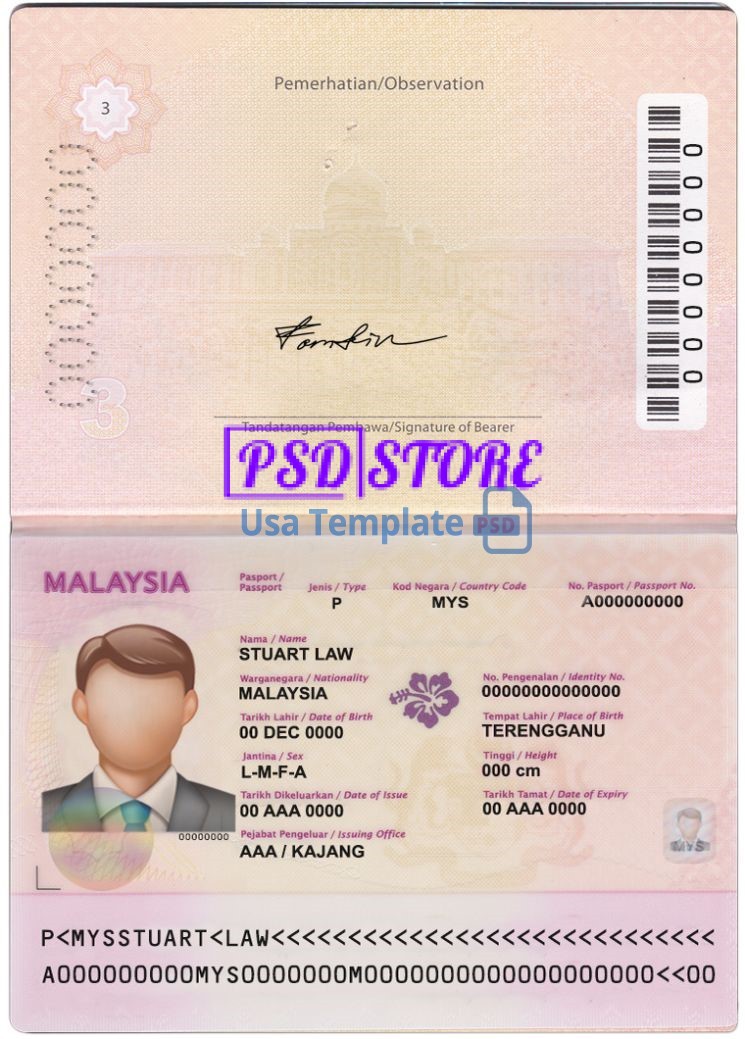 Pemerhatian/Observation
3
00000000
00000000
3
Tandatangan Pembawa/Signature of Bearer
PSD STORE
Usa Template PSD
MALAYSIA
Pasport / Passport
Jenis / Type
Kod Negara / Country Code
No. Pasport / Passport No.
P
MYS
A000000000
Nama / Name
STUART LAW
Warganegara / Nationality
No. Pengenalan / Identity No.
MALAYSIA
00000000000000
Tarikh Lahir / Date of Birth
Tempat Lahir / Place of Birth
00 DEC 0000
TERENGGANU
Jantina / Sex
Tinggi / Height
L-M-F-A
000 cm
Tarikh Dikeluarkan / Date of Issue
Tarikh Tamat / Date of Expiry
00 AAA 0000
00 AAA 0000
00000000
Pejabat Pengeluar / Issuing Office
AAA / KAJANG
MYS
P<MYSSTUART<LAW<<<<<<<<<<<<<<<<<<<<<<<<<<<<<
A000000000MYS0000000M0000000000000000000<<00